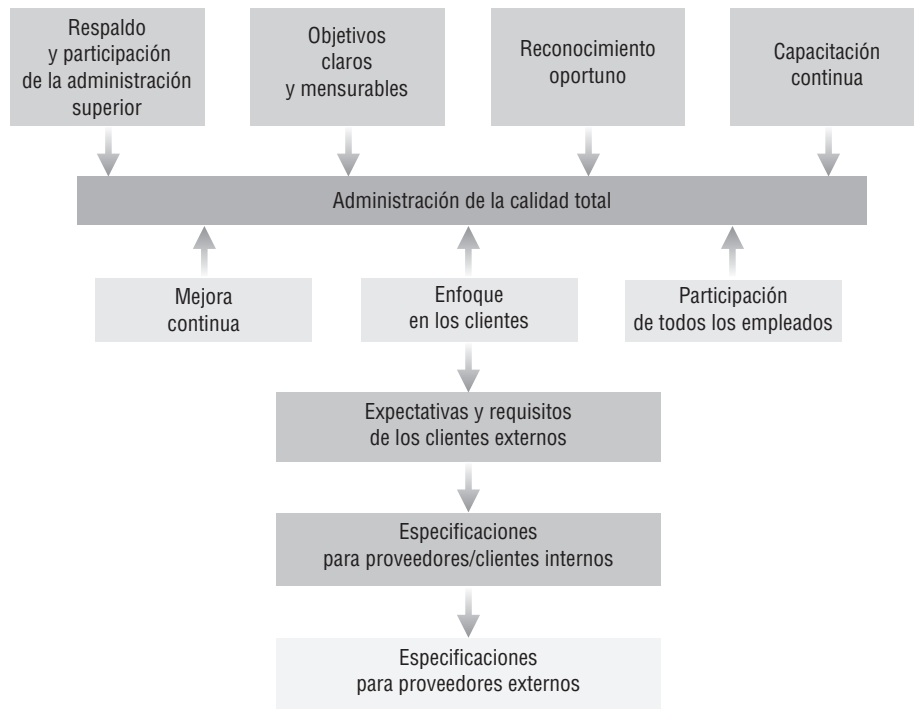 Respaldo
y participación
de la administración
superior
Objetivos
claros
y mensurables
Reconocimiento
oportuno
Capacitación
continua
Administración de la calidad total
Mejora
continua
Enfoque
en los clientes
Participación
de todos los empleados
Expectativas y requisitos
de los clientes externos
Especificaciones
para proveedores/clientes internos
Especificaciones
para proveedores externos